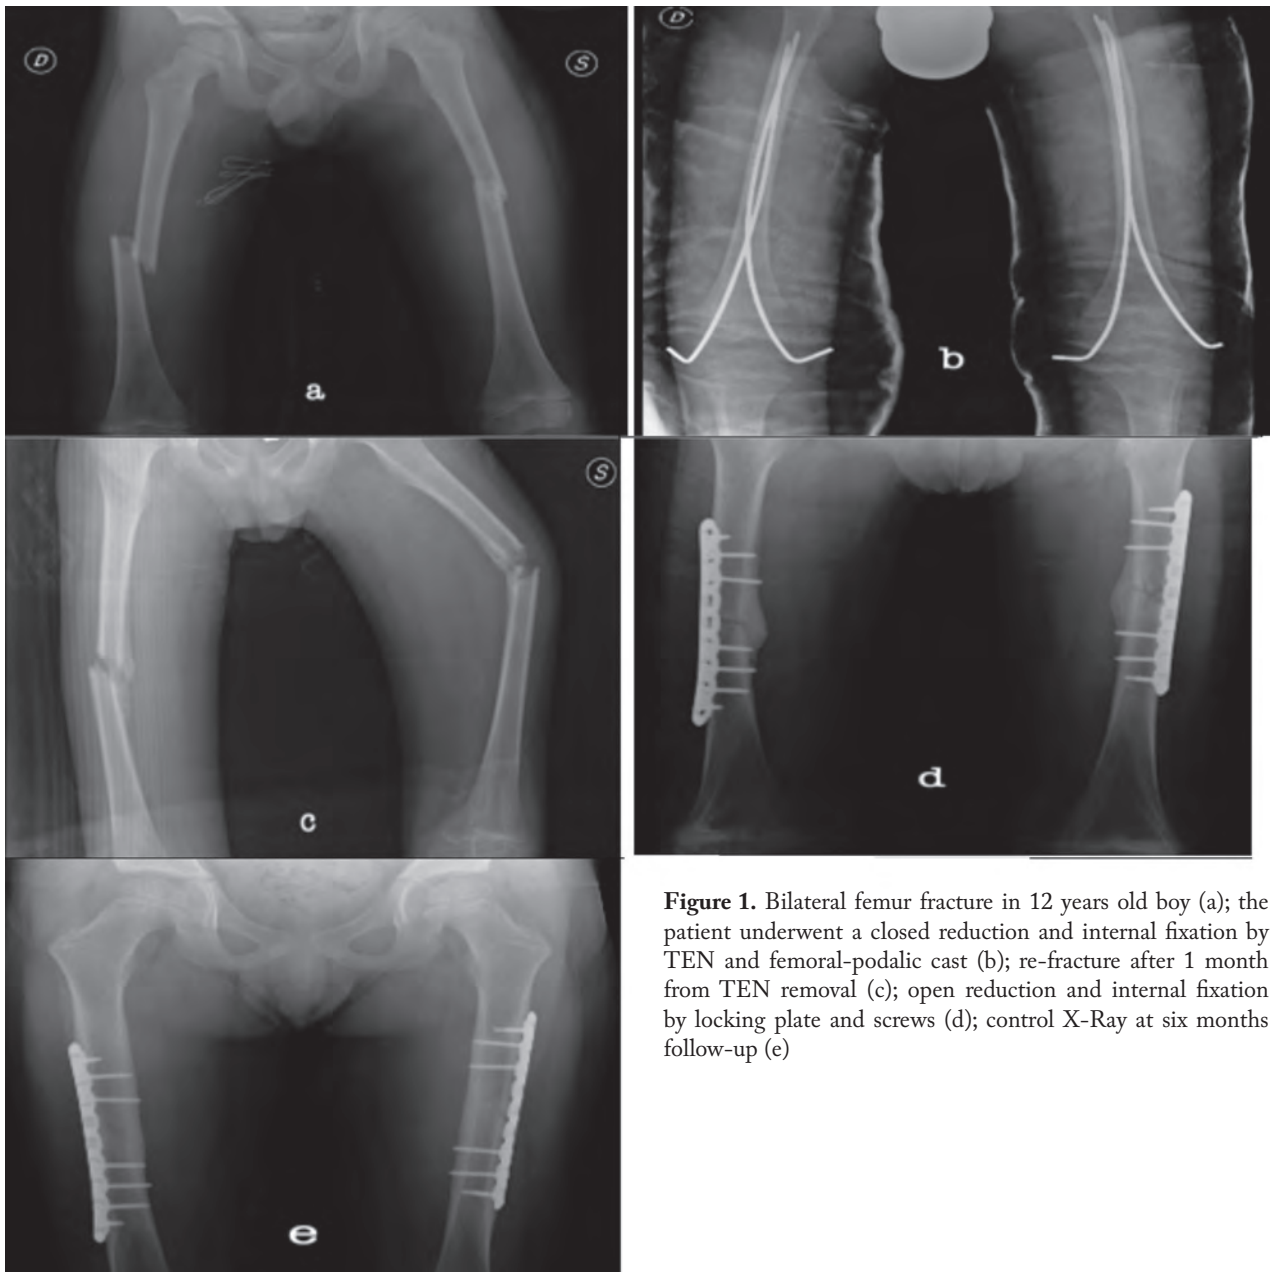 D
S
a
D
b
S
c
d
e
Figure 1. Bilateral femur fracture in 12 years old boy (a); the
patient underwent a closed reduction and internal fixation by
TEN and femoral-podalic cast (b); re-fracture after 1 month
from TEN removal (c); open reduction and internal fixation
by locking plate and screws (d); control X-Ray at six months
follow-up (e)